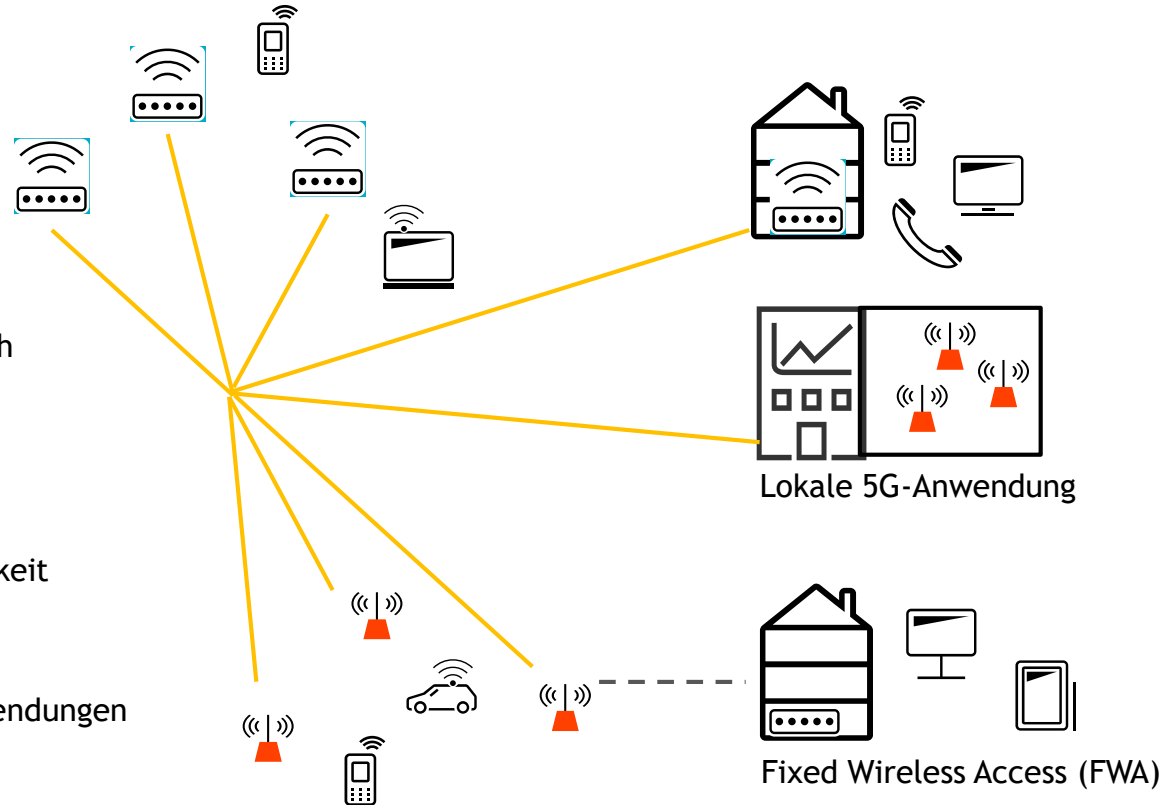 h
Lokale 5G-Anwendung
keit
endungen
Fixed Wireless Access (FWA)